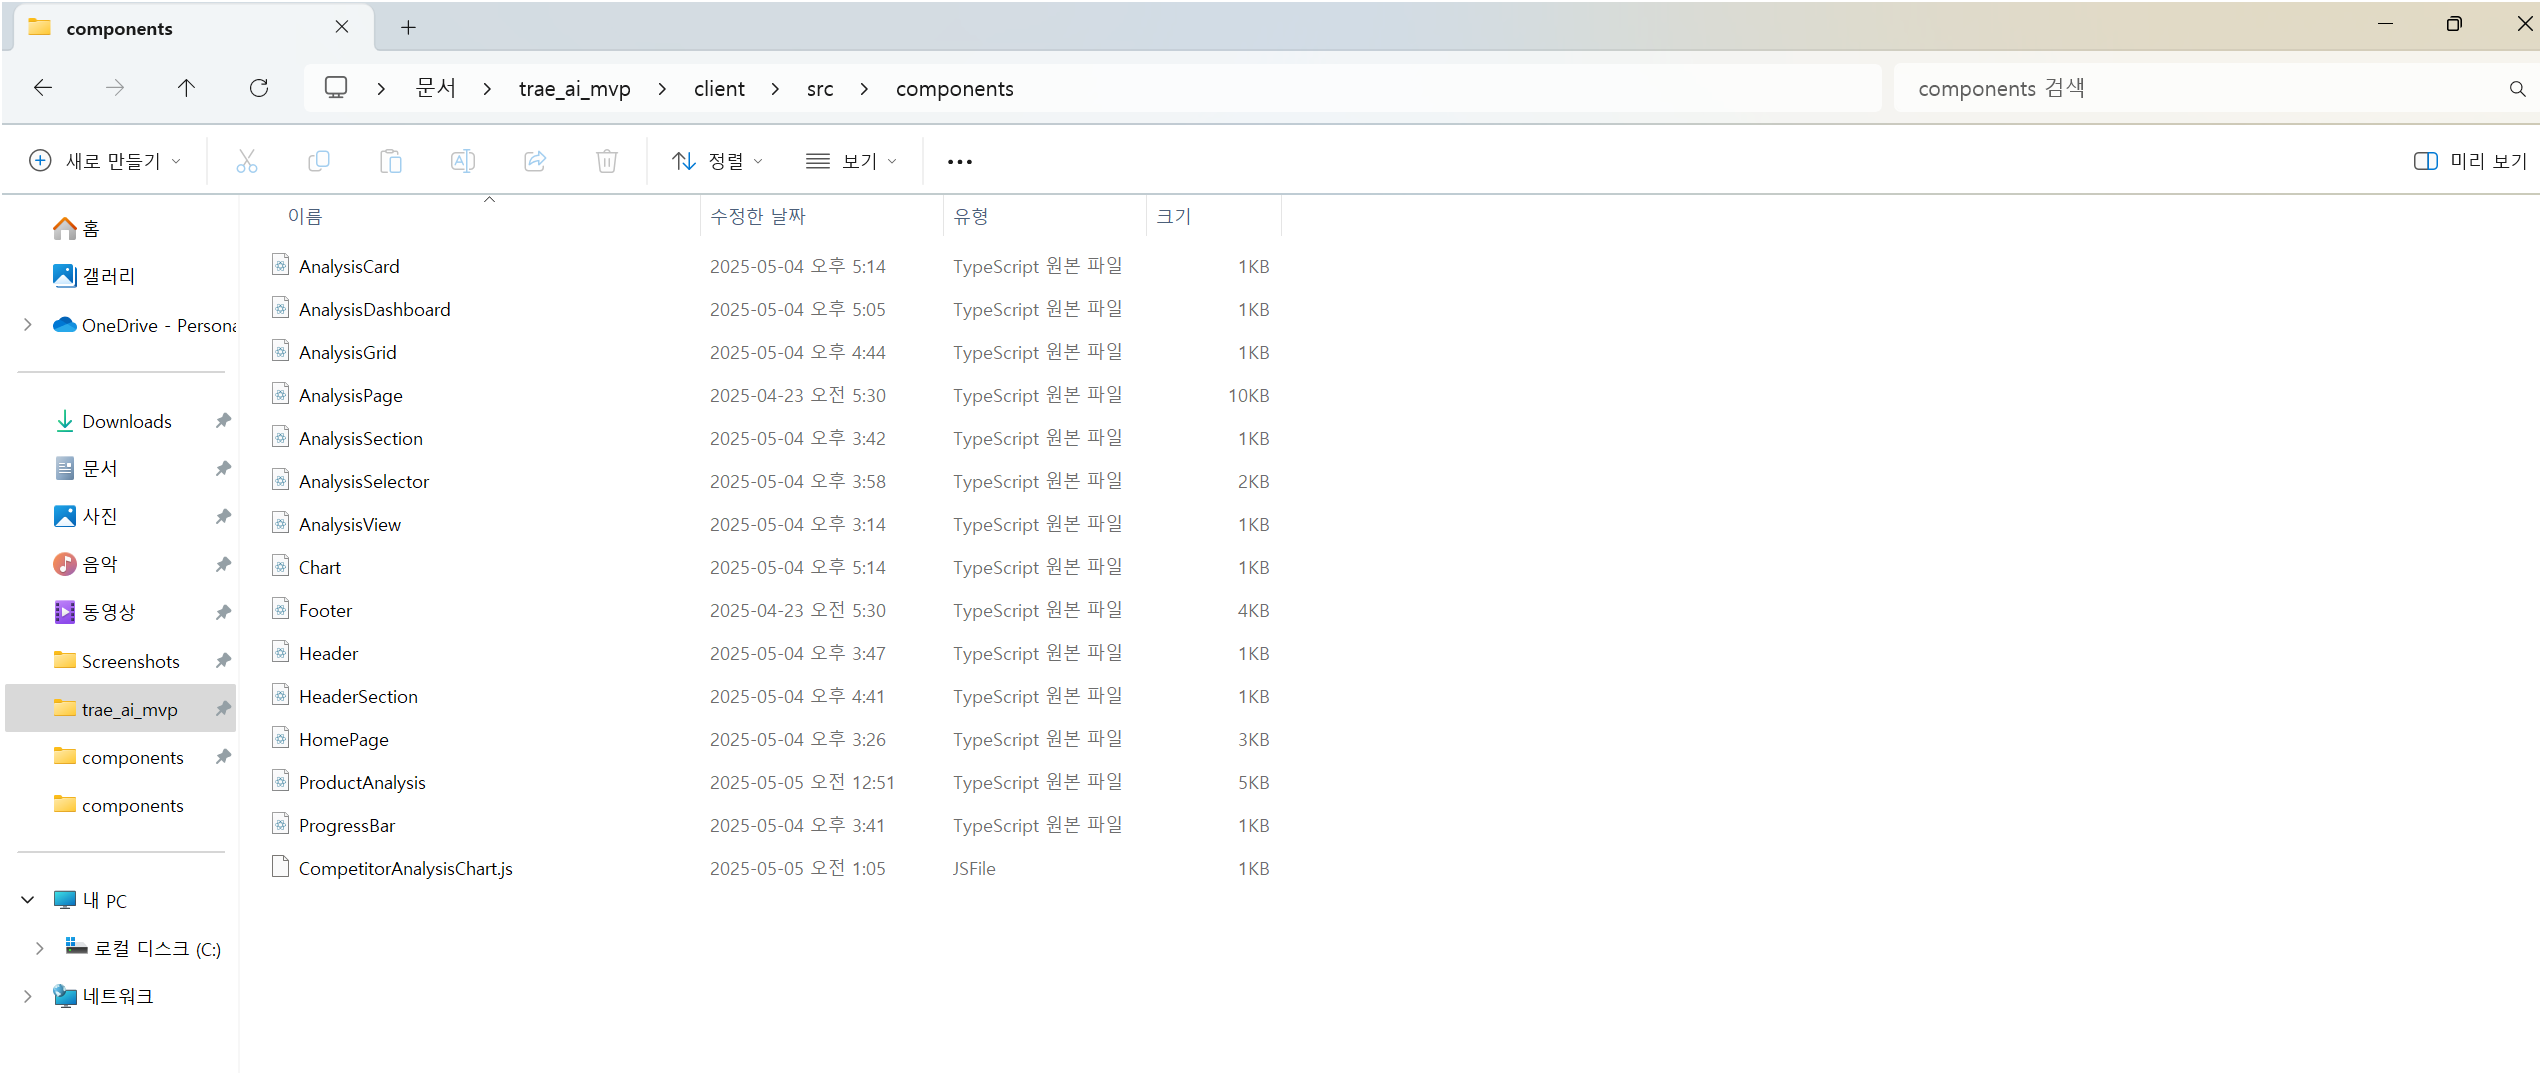 components
문서 > trae_ai_mvp > client > src > components
components 검색
새로 만들기
정렬
보기
미리 보기
홈
갤러리
OneDrive - Persona
Downloads
문서
사진
음악
동영상
Screenshots
trae_ai_mvp
components
components
내 PC
로컬 디스크 (C:)
네트워크
이름 수정한 날짜 유형 크기
AnalysisCard 2025-05-04 오후 5:14 TypeScript 원본 파일 1KB
AnalysisDashboard 2025-05-04 오후 5:05 TypeScript 원본 파일 1KB
AnalysisGrid 2025-05-04 오후 4:44 TypeScript 원본 파일 1KB
AnalysisPage 2025-04-23 오전 5:30 TypeScript 원본 파일 10KB
AnalysisSection 2025-05-04 오후 3:42 TypeScript 원본 파일 1KB
AnalysisSelector 2025-05-04 오후 3:58 TypeScript 원본 파일 2KB
AnalysisView 2025-05-04 오후 3:14 TypeScript 원본 파일 1KB
Chart 2025-05-04 오후 5:14 TypeScript 원본 파일 1KB
Footer 2025-04-23 오전 5:30 TypeScript 원본 파일 4KB
Header 2025-05-04 오후 3:47 TypeScript 원본 파일 1KB
HeaderSection 2025-05-04 오후 4:41 TypeScript 원본 파일 1KB
HomePage 2025-05-04 오후 3:26 TypeScript 원본 파일 3KB
ProductAnalysis 2025-05-05 오전 12:51 TypeScript 원본 파일 5KB
ProgressBar 2025-05-04 오후 3:41 TypeScript 원본 파일 1KB
CompetitorAnalysisChart.js 2025-05-05 오전 1:05 JSFile 1KB